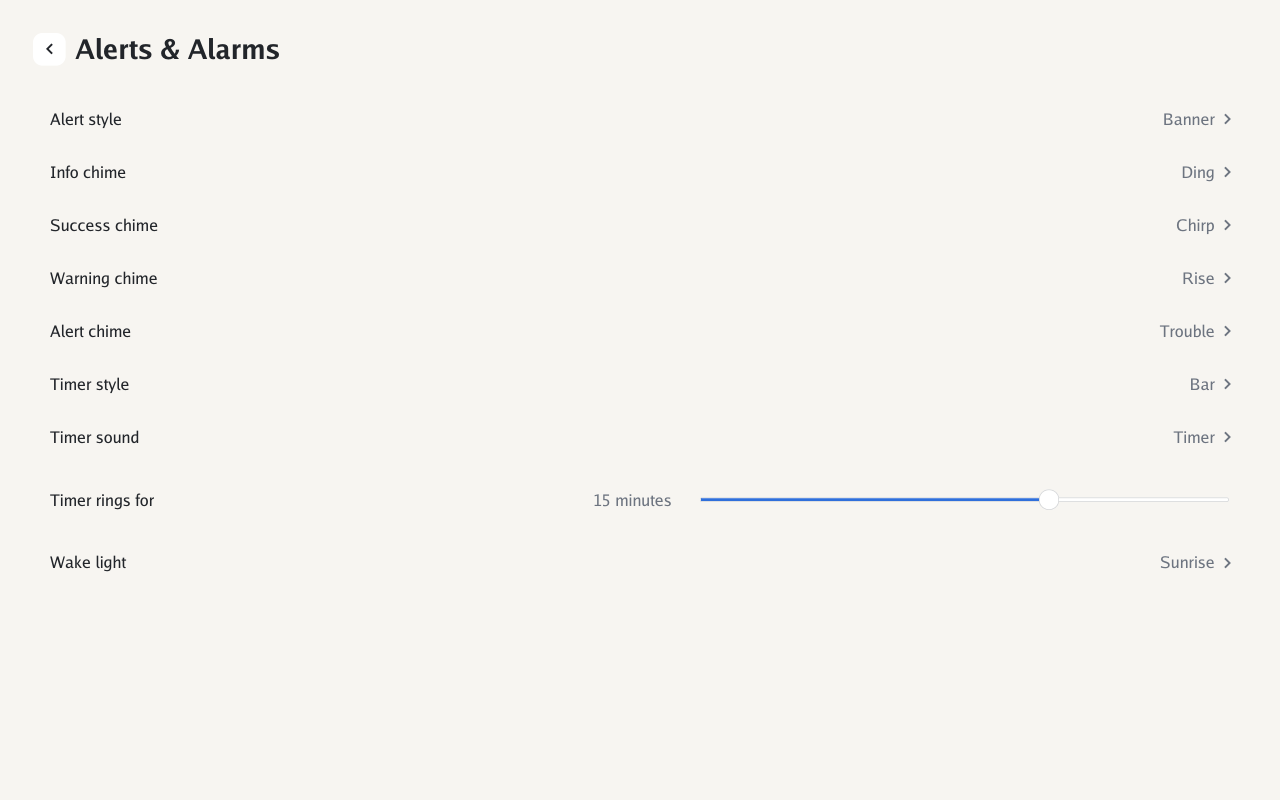 Alerts & Alarms
Alert style Banner
Info chime Ding
Success chime Chirp
Warning chime Rise
Alert chime Trouble
Timer style Bar
Timer sound Timer
Timer rings for 15 minutes
Wake light Sunrise